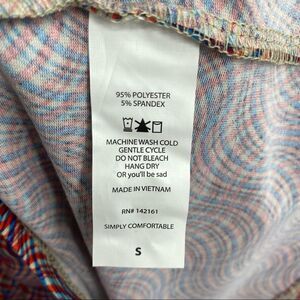 95% POLYESTER
5% SPANDEX
MACHINE WASH COLD
GENTLE CYCLE
DO NOT BLEACH
HANG DRY
OR you'll be sad
MADE IN VIETNAM
RN# 142161
SIMPLY COMFORTABLE
S